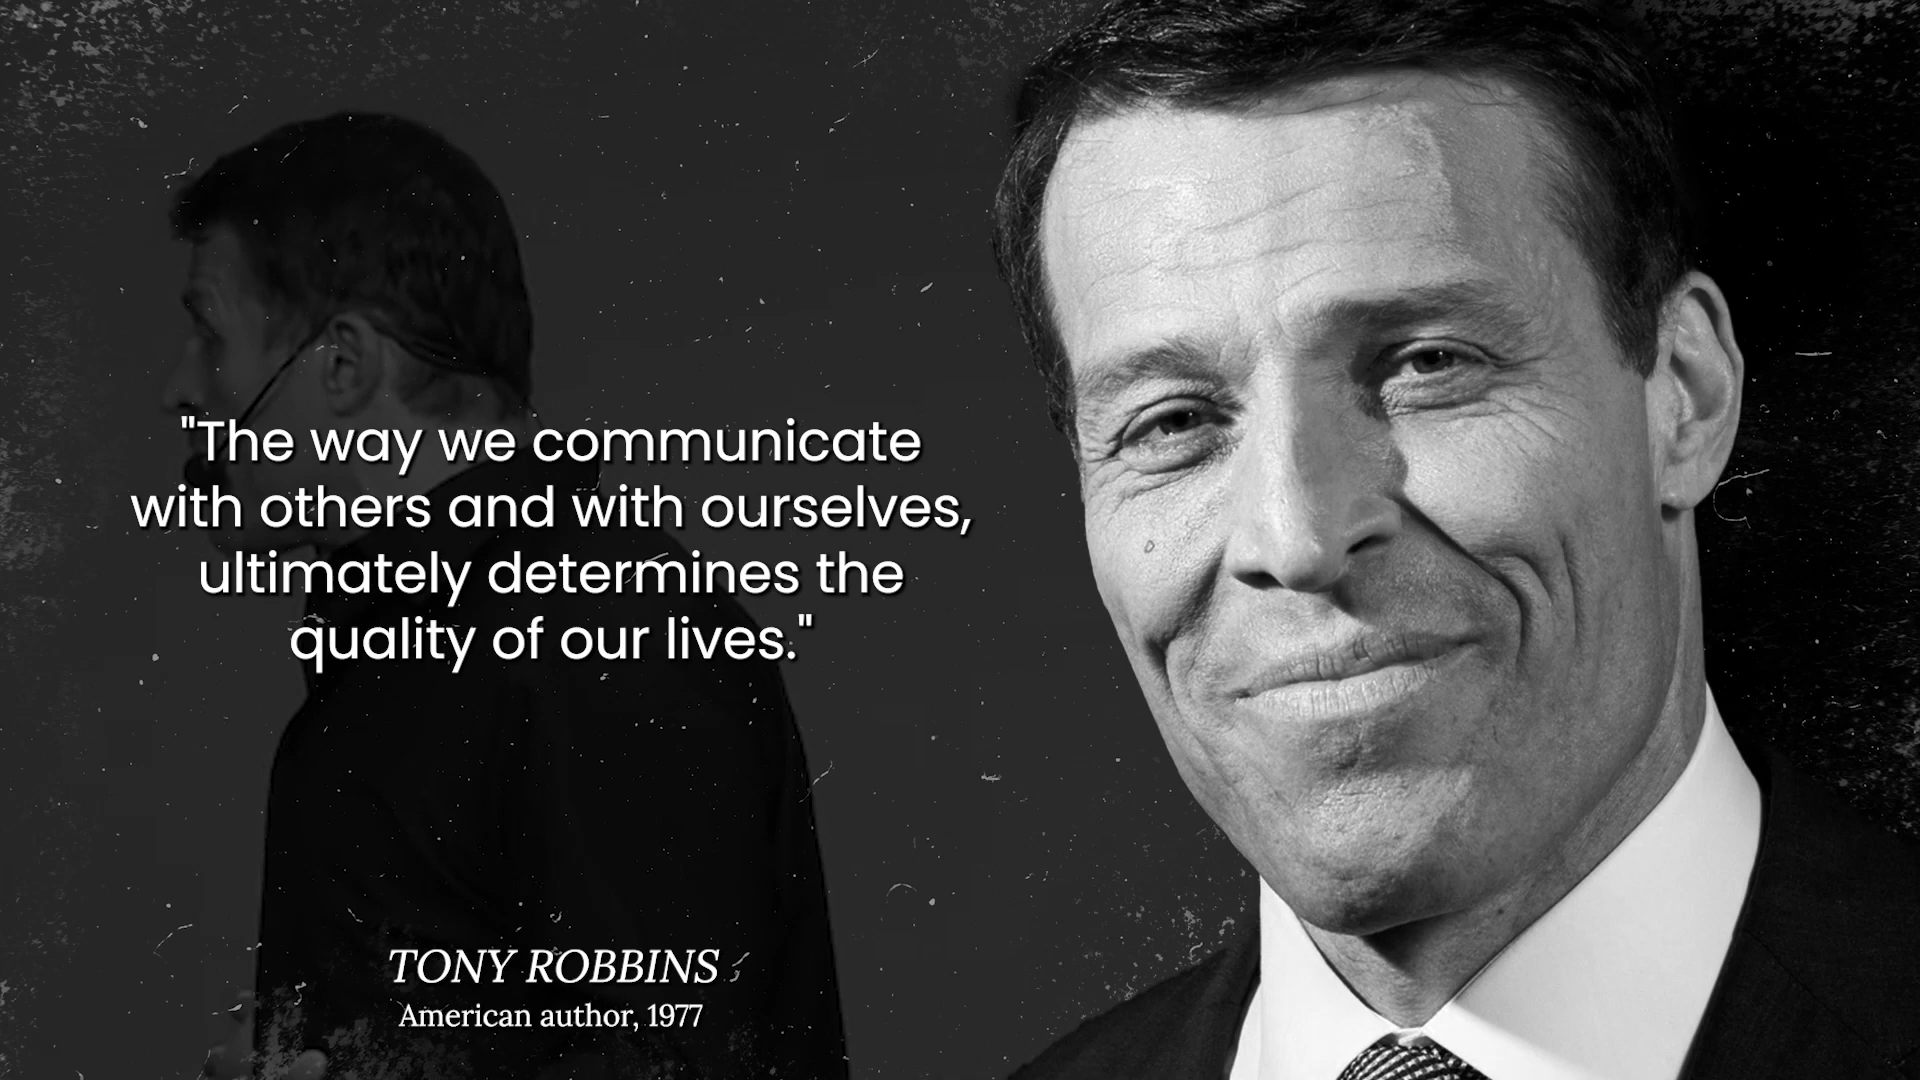 "The way we communicate
with others and with ourselves,
ultimately determines the
quality of our lives."
TONY ROBBINS
American author, 1977